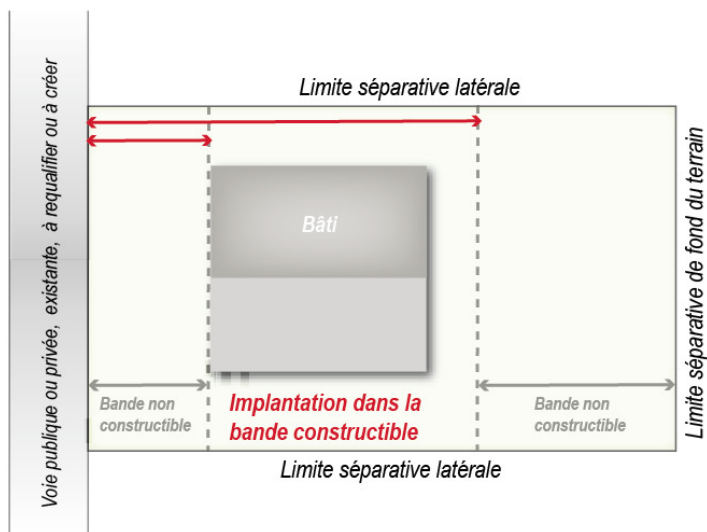 Voie publique ou privée, existante, à requalifier ou à créer
Limite séparative latérale
Bâti
Bande non
constructible
Implantation dans la
bande constructible
Bande non
constructible
Limite séparative de fond du terrain
Limite séparative latérale